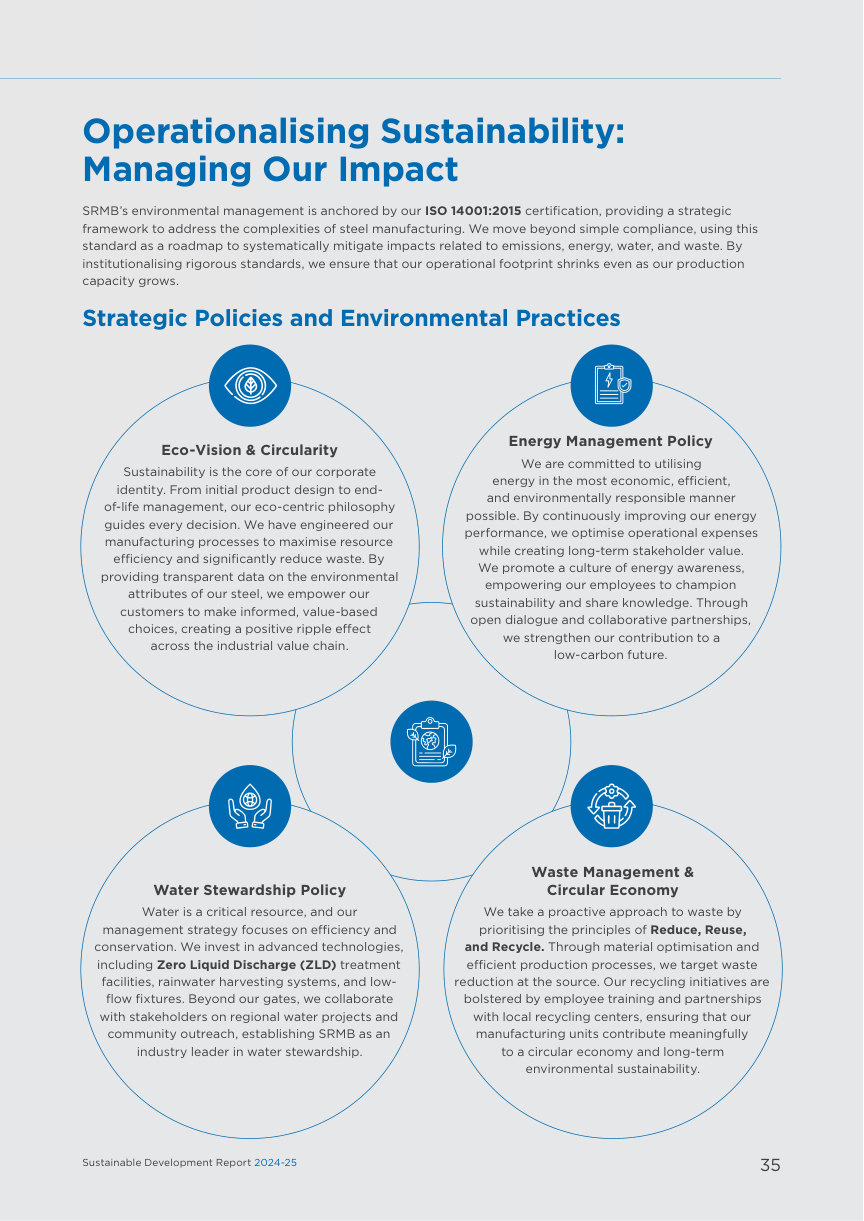 Operationalising Sustainability:
Managing Our Impact
SRMB’s environmental management is anchored by our ISO 14001:2015 certification, providing a strategic
framework to address the complexities of steel manufacturing. We move beyond simple compliance, using this
standard as a roadmap to systematically mitigate impacts related to emissions, energy, water, and waste. By
institutionalising rigorous standards, we ensure that our operational footprint shrinks even as our production
capacity grows.
Strategic Policies and Environmental Practices
Eco-Vision & Circularity
Sustainability is the core of our corporate
identity. From initial product design to end-
of-life management, our eco-centric philosophy
guides every decision. We have engineered our
manufacturing processes to maximise resource
efficiency and significantly reduce waste. By
providing transparent data on the environmental
attributes of our steel, we empower our
customers to make informed, value-based
choices, creating a positive ripple effect
across the industrial value chain.
Energy Management Policy
We are committed to utilising
energy in the most economic, efficient,
and environmentally responsible manner
possible. By continuously improving our energy
performance, we optimise operational expenses
while creating long-term stakeholder value.
We promote a culture of energy awareness,
empowering our employees to champion
sustainability and share knowledge. Through
open dialogue and collaborative partnerships,
we strengthen our contribution to a
low-carbon future.
Water Stewardship Policy
Water is a critical resource, and our
management strategy focuses on efficiency and
conservation. We invest in advanced technologies,
including Zero Liquid Discharge (ZLD) treatment
facilities, rainwater harvesting systems, and low-
flow fixtures. Beyond our gates, we collaborate
with stakeholders on regional water projects and
community outreach, establishing SRMB as an
industry leader in water stewardship.
Waste Management &
Circular Economy
We take a proactive approach to waste by
prioritising the principles of Reduce, Reuse,
and Recycle. Through material optimisation and
efficient production processes, we target waste
reduction at the source. Our recycling initiatives are
bolstered by employee training and partnerships
with local recycling centers, ensuring that our
manufacturing units contribute meaningfully
to a circular economy and long-term
environmental sustainability.
Sustainable Development Report 2024-25
35